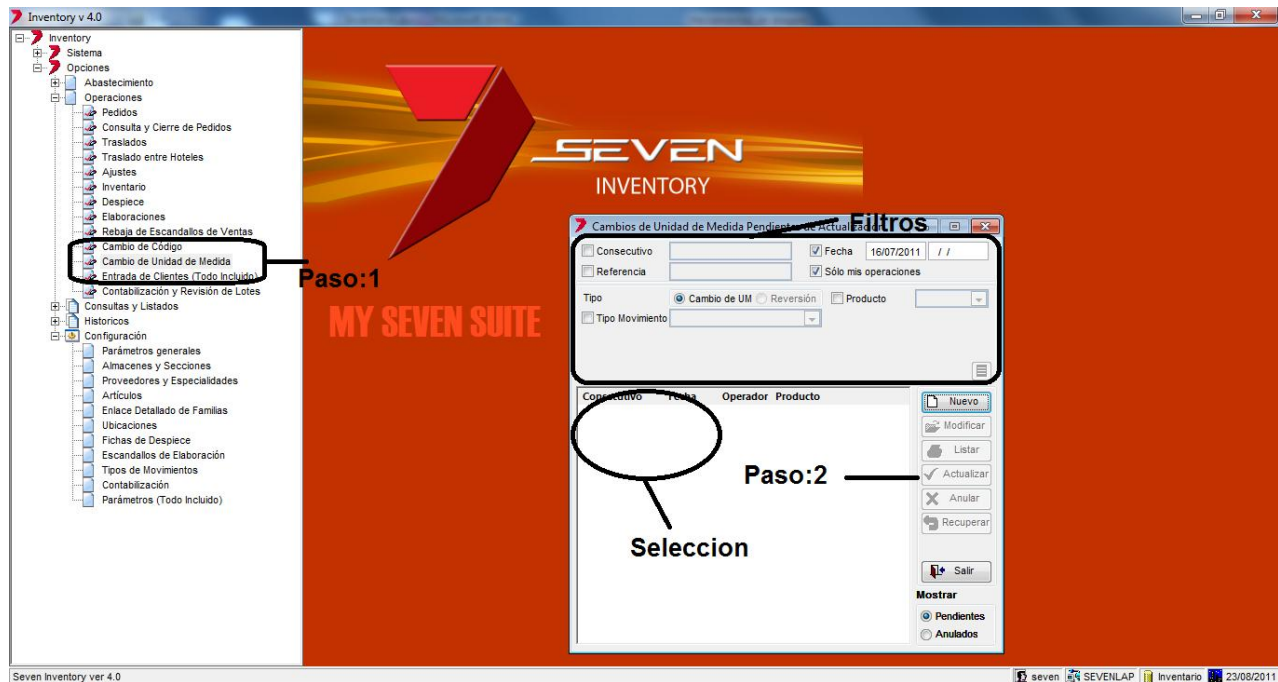 Inventory v 4.0
Inventory
Sistema
Opciones
Abastecimiento
Operaciones
Pedidos
Consulta y Cierre de Pedidos
Traslados
Traslado entre Hoteles
Ajustes
Inventario
Despiece
Elaboraciones
Rebaja de Escandallos de Ventas
Cambio de Código
Cambio de Unidad de Medida
Entrada de Clientes (Todo Incluido)
Contabilización y Revisión de Lotes
Consultas y Listados
Historicos
Configuración
Parámetros generales
Almacenes y Secciones
Proveedores y Especialidades
Artículos
Enlace Detallado de Familias
Ubicaciones
Fichas de Despiece
Escandallos de Elaboración
Tipos de Movimientos
Contabilización
Parámetros (Todo Incluido)
Paso:1
SEVEN
INVENTORY
MY SEVEN SUITE
Cambios de Unidad de Medida Pendientes de Actualización
Filtros
Consecutivo
Fecha 16/07/2011 / /
Referencia
Sólo mis operaciones
Tipo Cambio de UM Reversión Producto
Tipo Movimiento
Consecutivo Fecha Operador Producto
Nuevo
Modificar
Listar
Actualizar
Anular
Recuperar
Salir
Paso:2
Seleccion
Mostrar
Pendientes
Anulados
Seven Inventory ver 4.0
seven SEVENLAP Inventario 23/08/2011